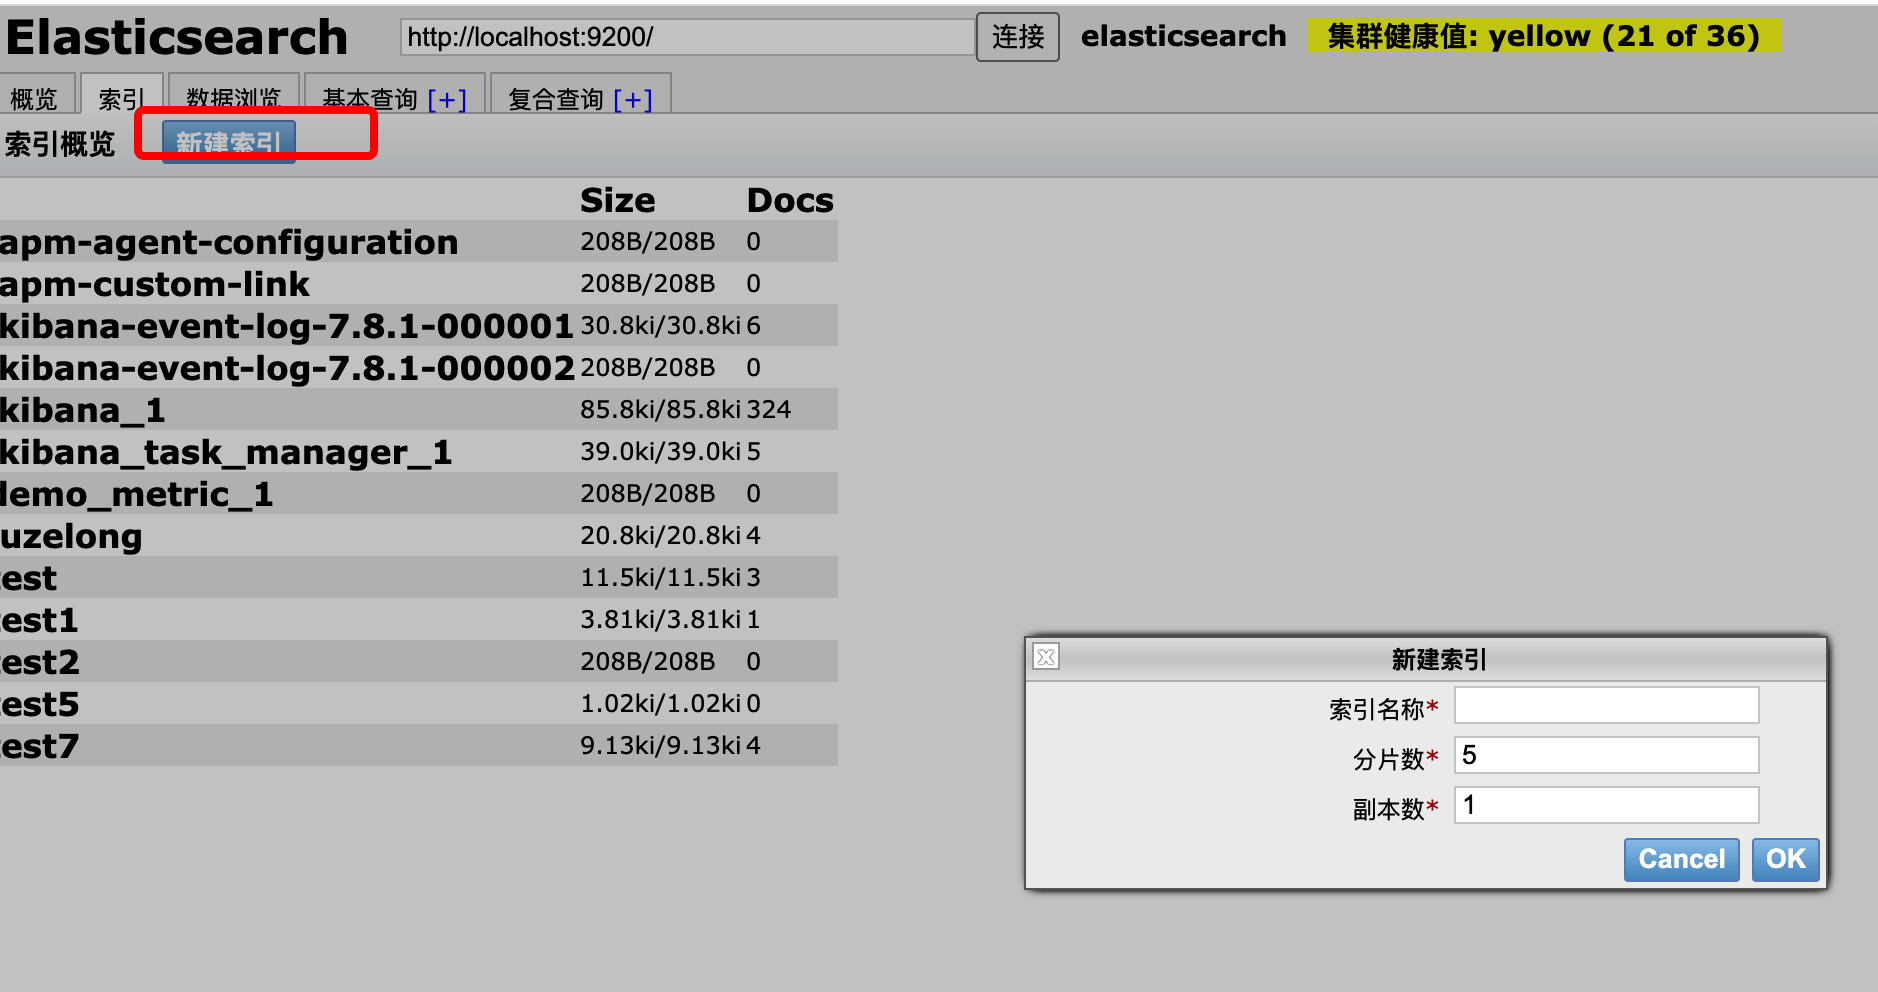 Elasticsearch http://localhost:9200/ 连接 elasticsearch 集群健康值: yellow (21 of 36)
概览 索引 数据浏览 基本查询 [+] 复合查询 [+]
索引概览 新建索引
Size Docs
apm-agent-configuration 208B/208B 0
apm-custom-link 208B/208B 0
kibana-event-log-7.8.1-000001 30.8ki/30.8ki 6
kibana-event-log-7.8.1-000002 208B/208B 0
kibana_1 85.8ki/85.8ki 324
kibana_task_manager_1 39.0ki/39.0ki 5
demo_metric_1 208B/208B 0
uzelong 20.8ki/20.8ki 4
test 11.5ki/11.5ki 3
test1 3.81ki/3.81ki 1
test2 208B/208B 0
test5 1.02ki/1.02ki 0
test7 9.13ki/9.13ki 4
新建索引
索引名称*
分片数* 5
副本数* 1
Cancel OK